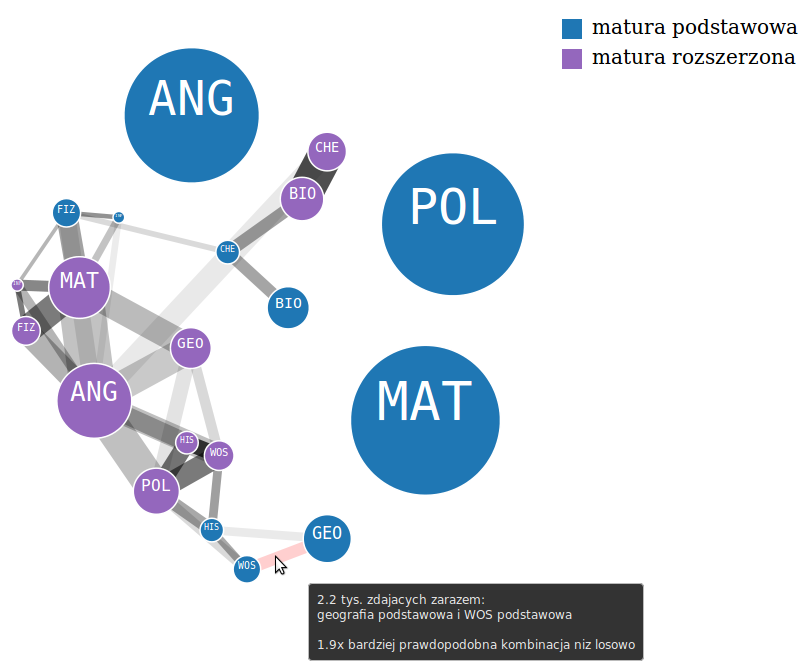 matura podstawowa
matura rozszerzona
ANG
CHE
BIO
POL
FIZ
CHE
MAT
BIO
FIZ
GEO
ANG
MAT
HIS
WOS
POL
HIS
GEO
WOS
2.2 tys. zdajacych zarazem:
geografia podstawowa i WOS podstawowa
1.9x bardziej prawdopodobna kombinacja niz losowo